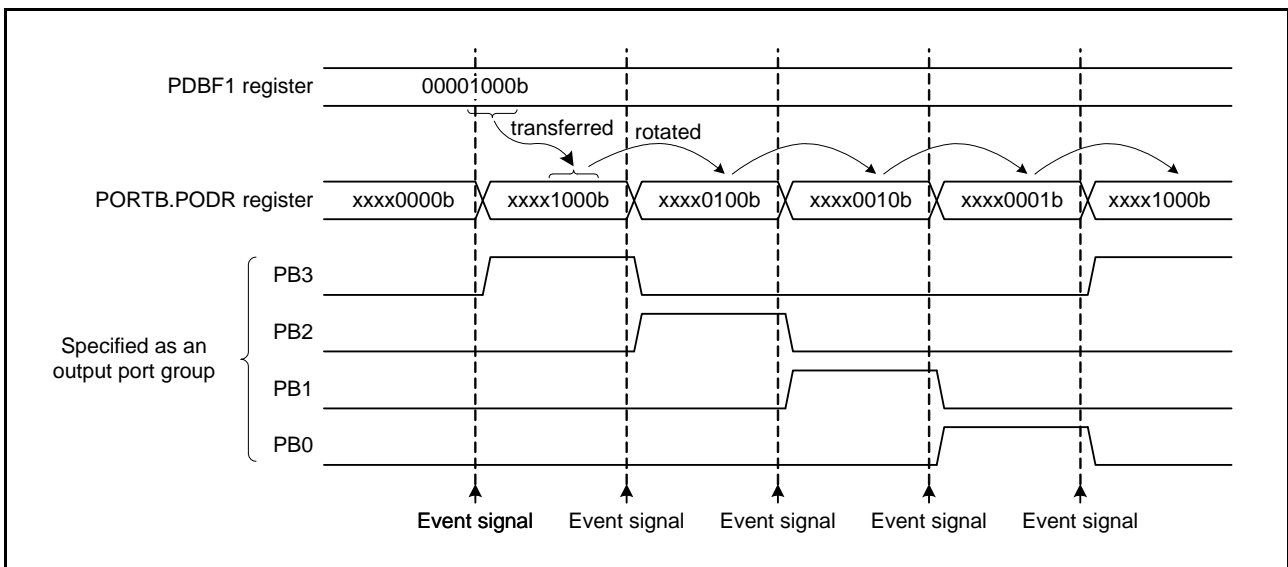 PDBF1 register
00001000b
transferred
rotated
PORTB.PODR register
xxxx0000b
xxxx1000b
xxxx0100b
xxxx0010b
xxxx0001b
xxxx1000b
Specified as an
output port group
PB3
PB2
PB1
PB0
Event signal
Event signal
Event signal
Event signal
Event signal